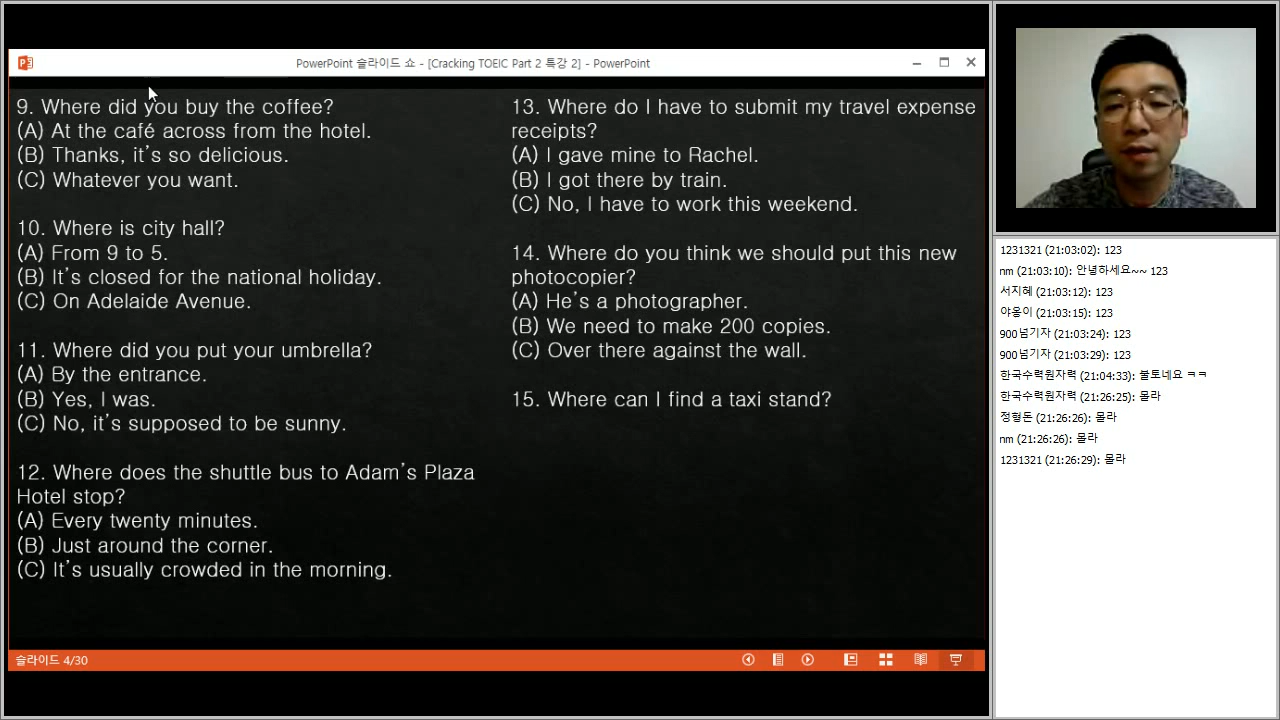 PowerPoint 슬라이드 쇼 - [Cracking TOEIC Part 2 특강 2] - PowerPoint
9. Where did you buy the coffee?
(A) At the café across from the hotel.
(B) Thanks, it's so delicious.
(C) Whatever you want.
10. Where is city hall?
(A) From 9 to 5.
(B) It's closed for the national holiday.
(C) On Adelaide Avenue.
11. Where did you put your umbrella?
(A) By the entrance.
(B) Yes, I was.
(C) No, it's supposed to be sunny.
12. Where does the shuttle bus to Adam's Plaza
Hotel stop?
(A) Every twenty minutes.
(B) Just around the corner.
(C) It's usually crowded in the morning.
13. Where do I have to submit my travel expense
receipts?
(A) I gave mine to Rachel.
(B) I got there by train.
(C) No, I have to work this weekend.
14. Where do you think we should put this new
photocopier?
(A) He's a photographer.
(B) We need to make 200 copies.
(C) Over there against the wall.
15. Where can I find a taxi stand?
슬라이드 4/30
1231321 (21:03:02): 123
nm (21:03:10): 안녕하세요~~ 123
서지혜 (21:03:12): 123
야옹이 (21:03:15): 123
900넘기자 (21:03:24): 123
900넘기자 (21:03:29): 123
한국수력원자력 (21:04:33): 불토네요 ㅋㅋ
한국수력원자력 (21:26:25): 몰라
정형돈 (21:26:26): 몰라
nm (21:26:26): 몰라
1231321 (21:26:29): 몰라